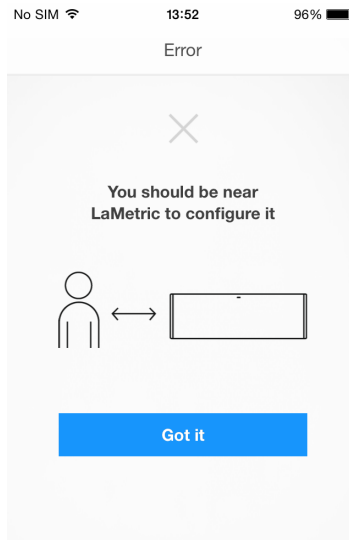 No SIM 13:52 96%
Error
You should be near
LaMetric to configure it
Got it